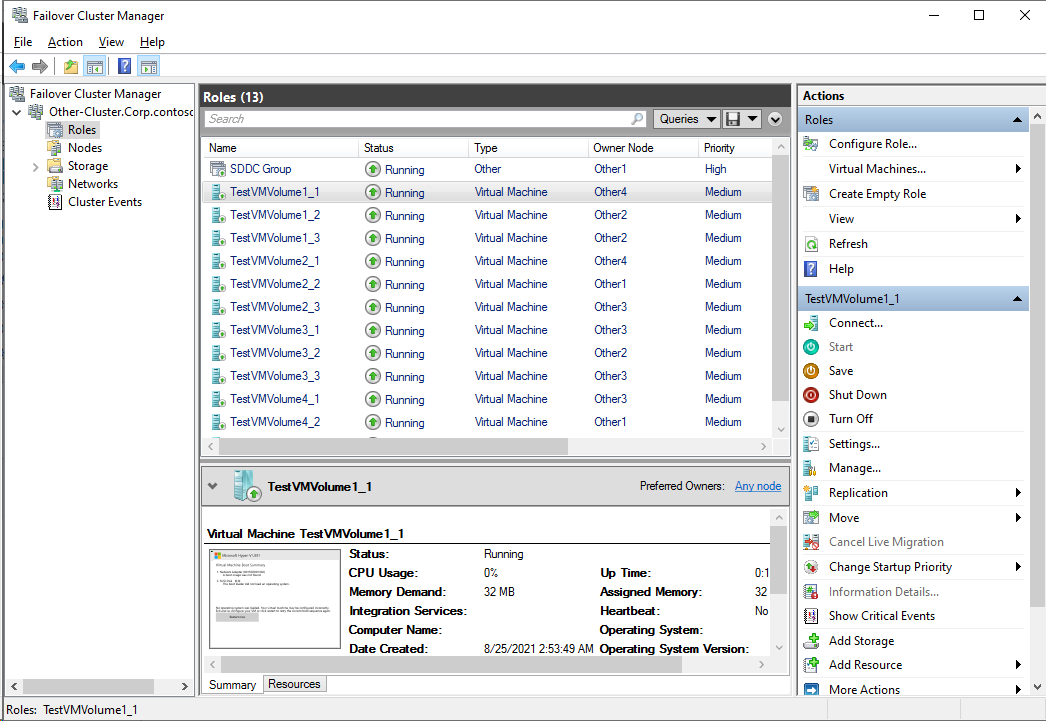 Failover Cluster Manager
File Action View Help
Failover Cluster Manager
Other-Cluster.Corp.contoso
Roles
Nodes
Storage
Networks
Cluster Events
Roles (13)
Search
Queries
Name Status Type Owner Node Priority
SDDC Group Running Other Other1 High
TestVMVolume1_1 Running Virtual Machine Other4 Medium
TestVMVolume1_2 Running Virtual Machine Other2 Medium
TestVMVolume1_3 Running Virtual Machine Other2 Medium
TestVMVolume2_1 Running Virtual Machine Other4 Medium
TestVMVolume2_2 Running Virtual Machine Other1 Medium
TestVMVolume2_3 Running Virtual Machine Other3 Medium
TestVMVolume3_1 Running Virtual Machine Other3 Medium
TestVMVolume3_2 Running Virtual Machine Other2 Medium
TestVMVolume3_3 Running Virtual Machine Other3 Medium
TestVMVolume4_1 Running Virtual Machine Other3 Medium
TestVMVolume4_2 Running Virtual Machine Other1 Medium
TestVMVolume1_1 Preferred Owners: Any node
Virtual Machine TestVMVolume1_1
Status: Running
CPU Usage: 0% Up Time: 0:1
Memory Demand: 32 MB Assigned Memory: 32
Integration Services: Heartbeat: No
Computer Name: Operating System:
Date Created: 8/25/2021 2:53:49 AM Operating System Version:
Summary Resources
Actions
Roles
Configure Role...
Virtual Machines...
Create Empty Role
View
Refresh
Help
TestVMVolume1_1
Connect...
Start
Save
Shut Down
Turn Off
Settings...
Manage...
Replication
Move
Cancel Live Migration
Change Startup Priority
Information Details...
Show Critical Events
Add Storage
Add Resource
More Actions
Roles: TestVMVolume1_1